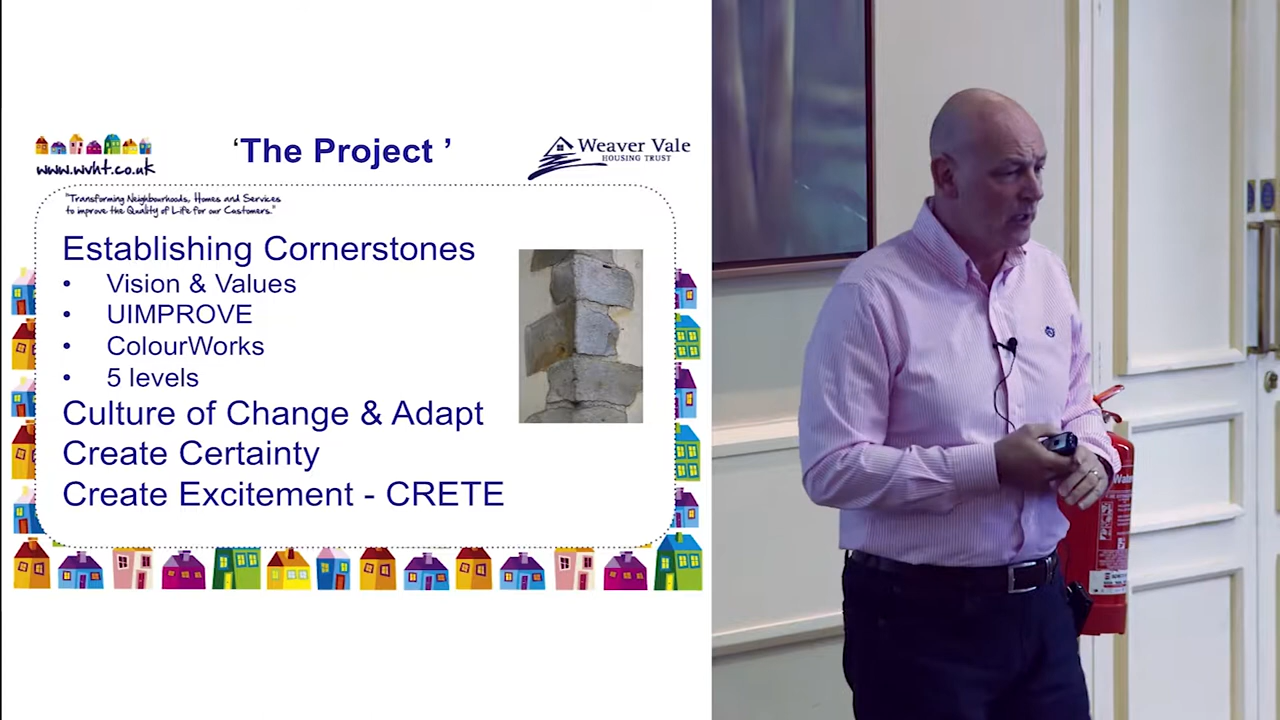 'The Project '
www.wvht.co.uk
Weaver Vale
HOUSING TRUST
"Transforming Neighbourhoods, Homes and Services
to improve the Quality of Life for our Customers."
Establishing Cornerstones
• Vision & Values
• UIMPROVE
• ColourWorks
• 5 levels
Culture of Change & Adapt
Create Certainty
Create Excitement - CRETE
Water